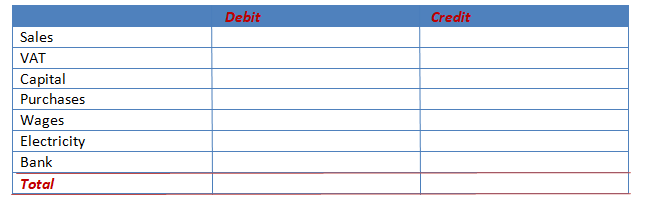 Debit Credit
Sales
VAT
Capital
Purchases
Wages
Electricity
Bank
Total